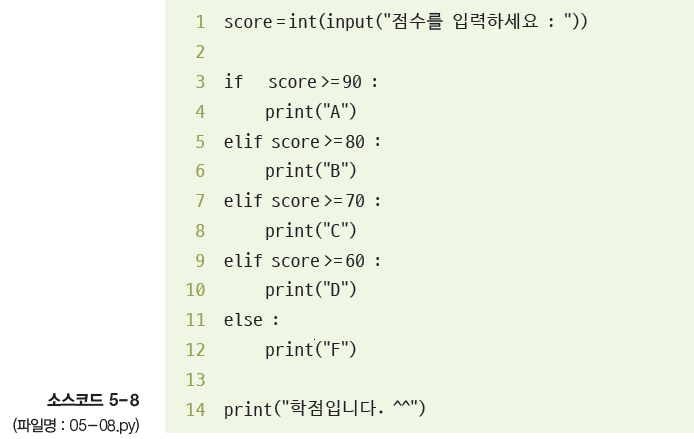 1 score=int(input("점수를 입력하세요 : "))
2
3 if score>=90 :
4 print("A")
5 elif score>=80 :
6 print("B")
7 elif score>=70 :
8 print("C")
9 elif score>=60 :
10 print("D")
11 else :
12 print("F")
13
14 print("학점입니다. ^^")
소스코드 5-8
(파일명 : 05-08.py)